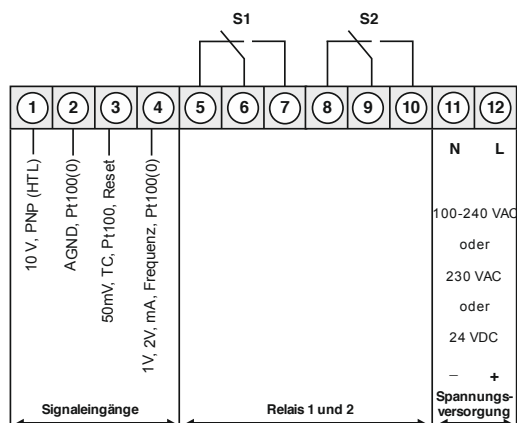 S1 S2
1 2 3 4 5 6 7 8 9 10 11 12
10 V, PNP (HTL)
AGND, Pt100(0)
50mV, TC, Pt100, Reset
1V, 2V, mA, Frequenz, Pt100(0)
N L
100-240 VAC
oder
230 VAC
oder
24 VDC
– +
Signaleingänge
Relais 1 und 2
Spannungs-
versorgung